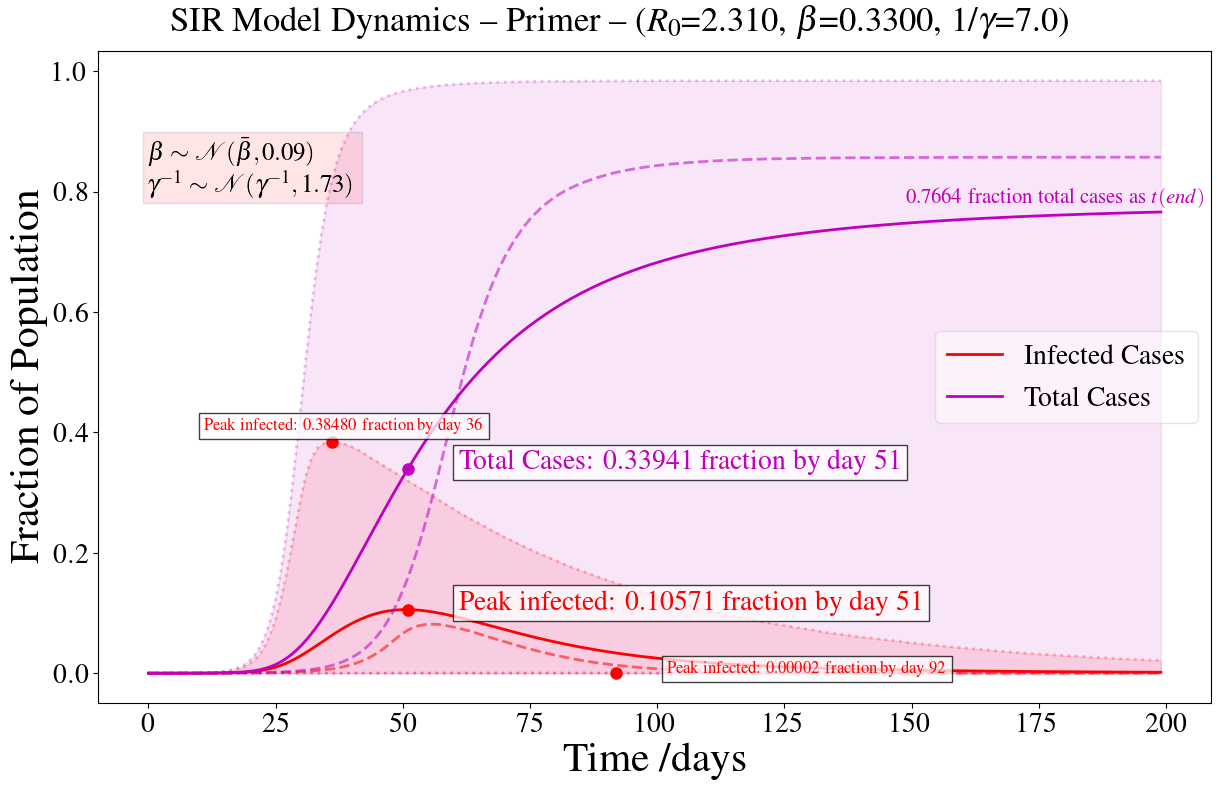 SIR Model Dynamics – Primer – (R₀=2.310, β=0.3300, 1/γ=7.0)
Fraction of Population
1.0
0.8
0.6
0.4
0.2
0.0
β ∼ 𝒩(β̄, 0.09)
γ⁻¹ ∼ 𝒩(γ⁻¹, 1.73)
0.7664 fraction total cases as t(end)
Infected Cases
Total Cases
Peak infected: 0.38480 fraction by day 36
Total Cases: 0.33941 fraction by day 51
Peak infected: 0.10571 fraction by day 51
Peak infected: 0.00002 fraction by day 92
0 25 50 75 100 125 150 175 200
Time /days